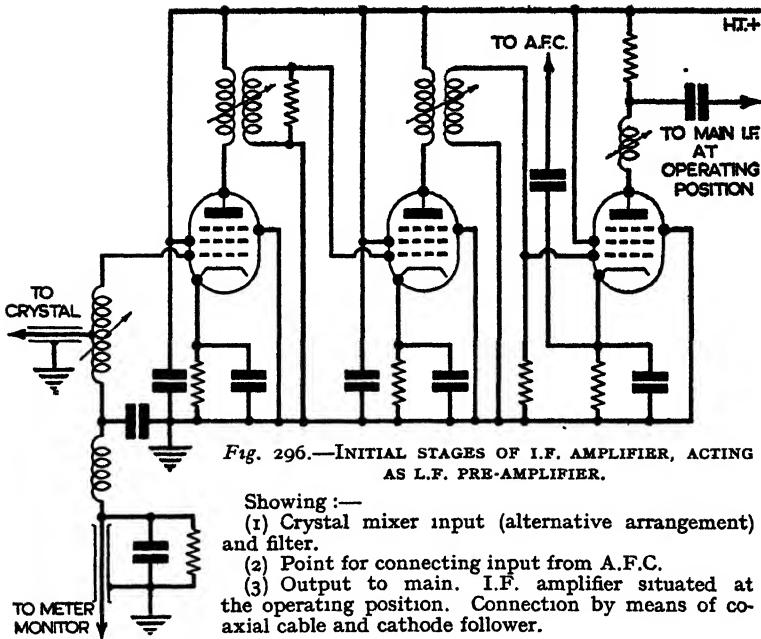 H.T.+
TO A.F.C.
TO MAIN I.F.
AT
OPERATING
POSITION
TO
CRYSTAL
Fig. 296.—INITIAL STAGES OF I.F. AMPLIFIER, ACTING
AS L.F. PRE-AMPLIFIER.
Showing :—
(1) Crystal mixer input (alternative arrangement)
and filter.
(2) Point for connecting input from A.F.C.
(3) Output to main. I.F. amplifier situated at
the operating position. Connection by means of co-
axial cable and cathode follower.
TO METER
MONITOR